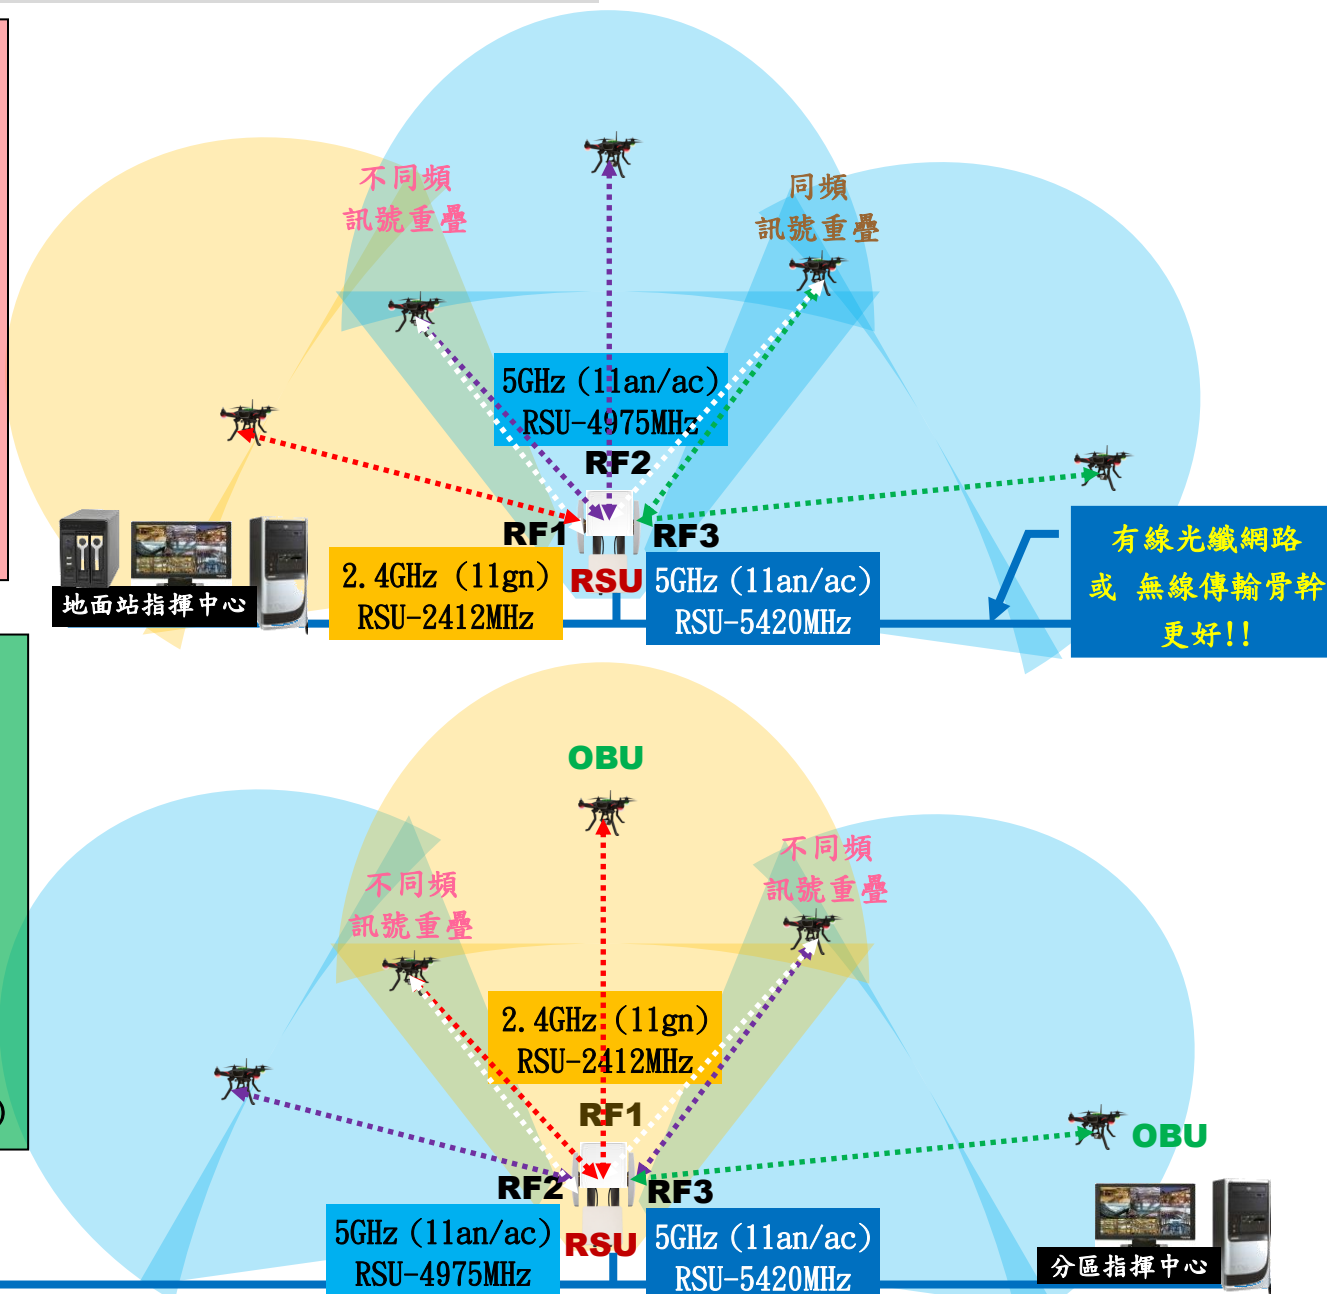 不同頻
訊號重疊
同頻
訊號重疊
5GHz (11an/ac)
RSU-4975MHz
RF2
RF1
RF3
2.4GHz (11gn)
RSU-2412MHz
RSU
5GHz (11an/ac)
RSU-5420MHz
地面站指揮中心
有線光纖網路
或 無線傳輸骨幹
更好!!
OBU
不同頻
訊號重疊
不同頻
訊號重疊
2.4GHz (11gn)
RSU-2412MHz
RF1
)
OBU
RF2
RF3
5GHz (11an/ac)
RSU-4975MHz
RSU
5GHz (11an/ac)
RSU-5420MHz
分區指揮中心